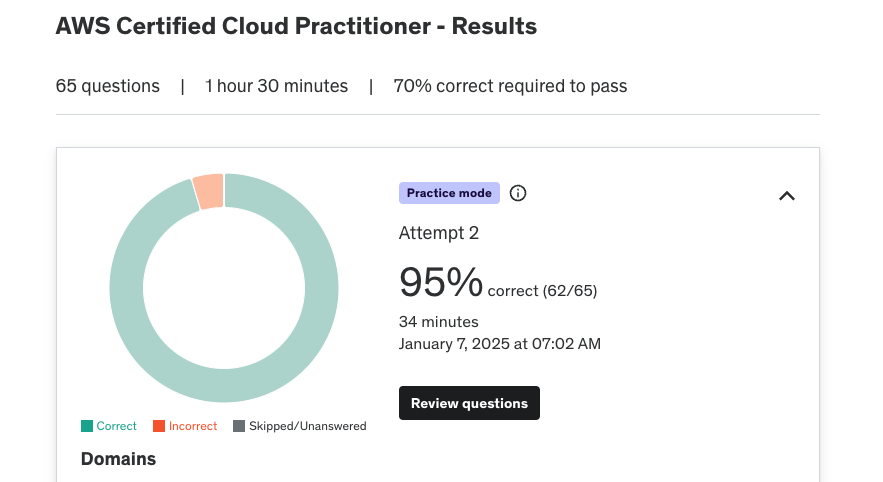 AWS Certified Cloud Practitioner - Results
65 questions | 1 hour 30 minutes | 70% correct required to pass
Practice mode
Attempt 2
95% correct (62/65)
34 minutes
January 7, 2025 at 07:02 AM
Review questions
Correct Incorrect Skipped/Unanswered
Domains